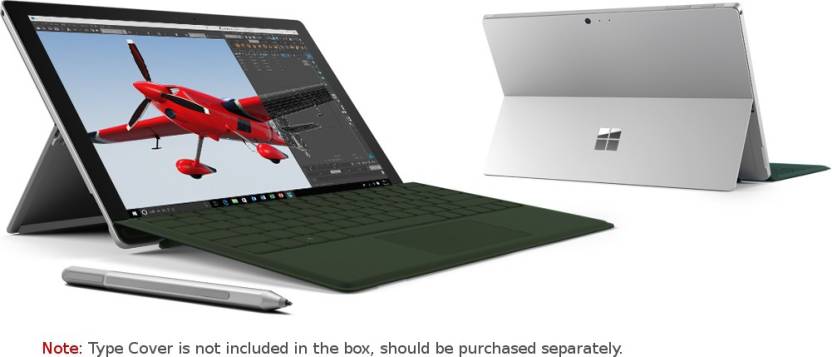 Note: Type Cover is not included in the box, should be purchased separately.